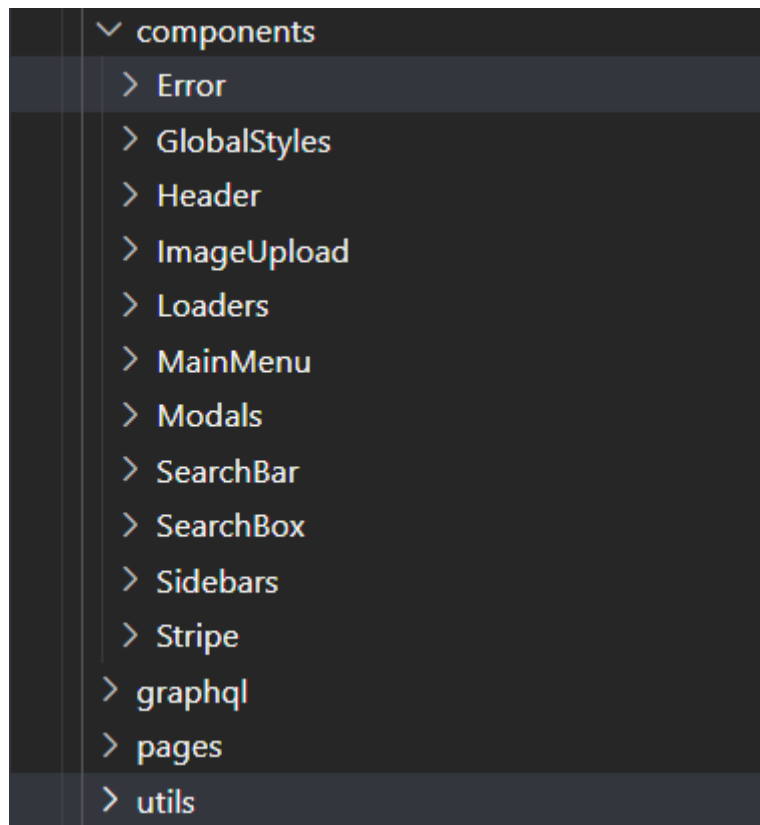 components
Error
GlobalStyles
Header
ImageUpload
Loaders
MainMenu
Modals
SearchBar
SearchBox
Sidebars
Stripe
graphql
pages
utils